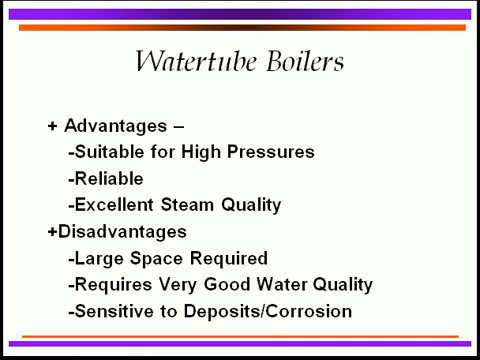 Watertube Boilers
+ Advantages –
-Suitable for High Pressures
-Reliable
-Excellent Steam Quality
+Disadvantages
-Large Space Required
-Requires Very Good Water Quality
-Sensitive to Deposits/Corrosion